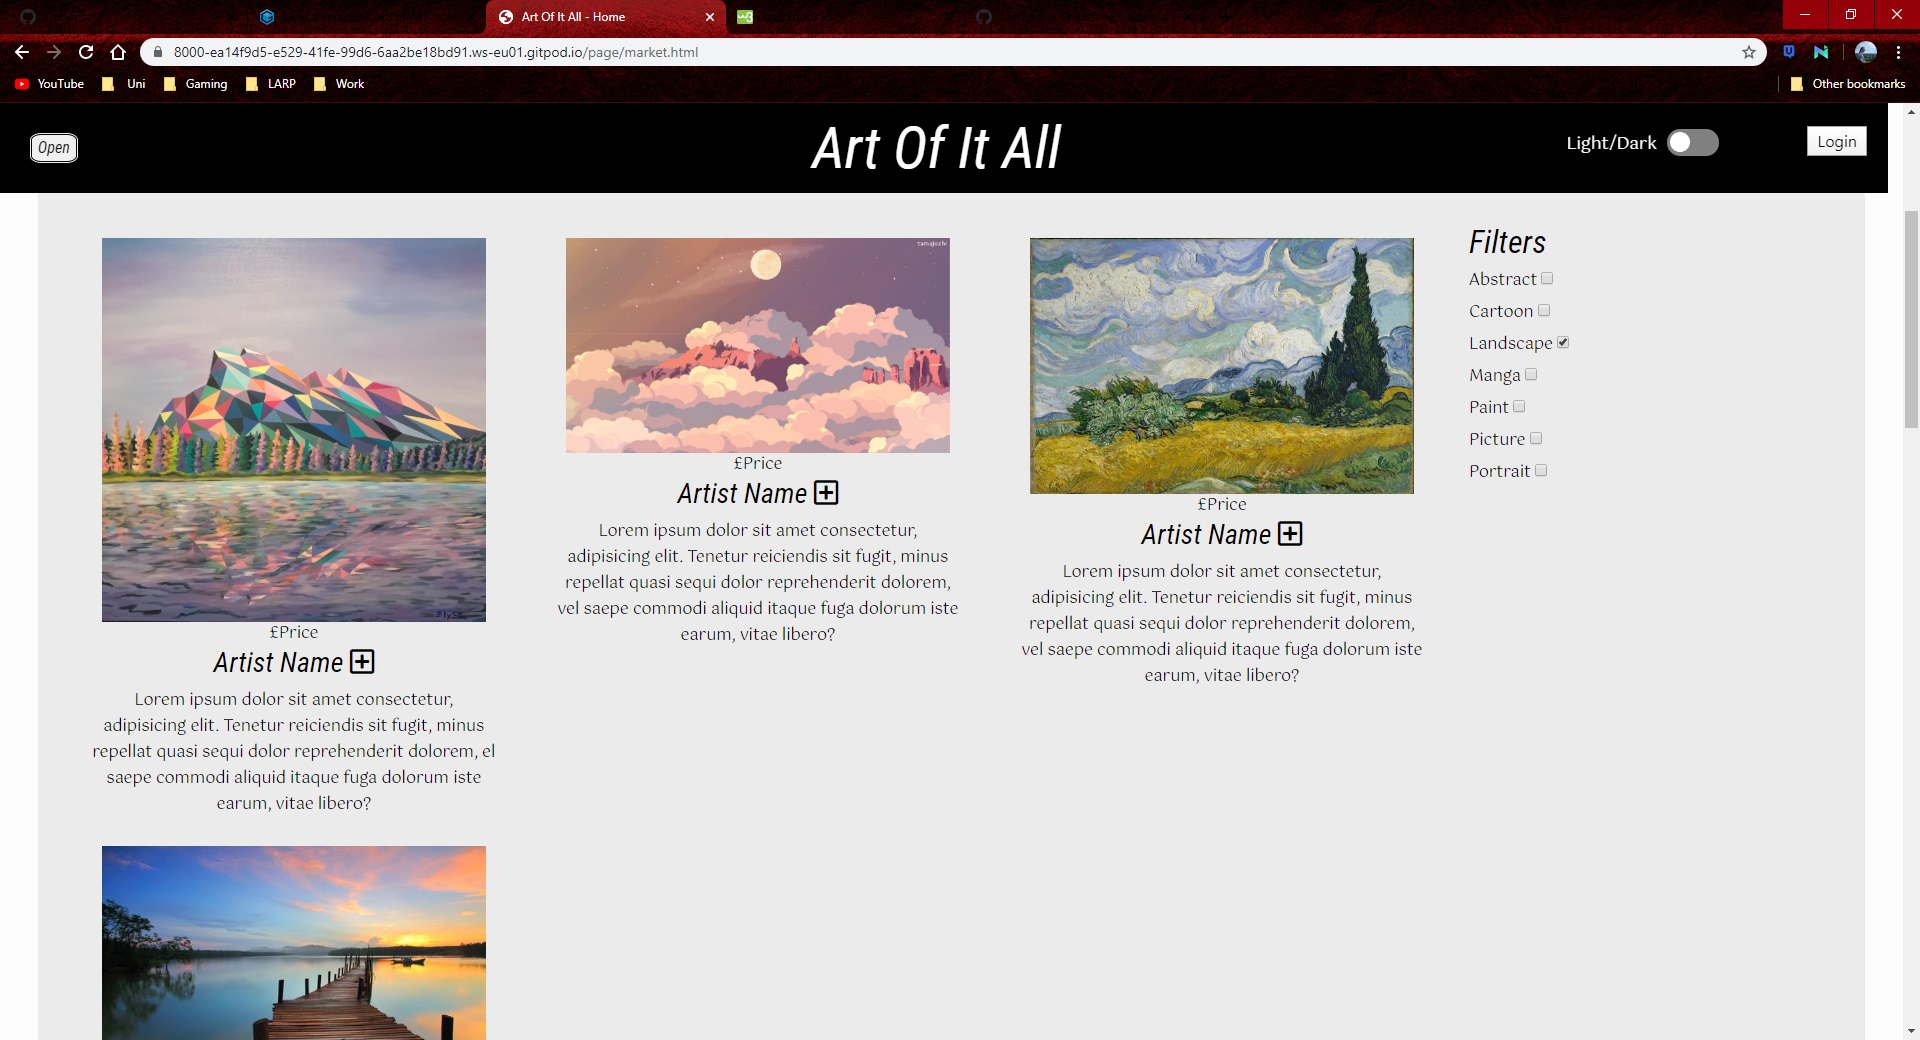 Art Of It All - Home
8000-ea14f9d5-e529-41fe-99d6-6aa2be18bd91.ws-eu01.gitpod.io/page/market.html
YouTube
Uni
Gaming
LARP
Work
Other bookmarks
Open
Art Of It All
Light/Dark
Login
tamajoshi
£Price
Artist Name
Lorem ipsum dolor sit amet consectetur,
adipisicing elit. Tenetur reiciendis sit fugit, minus
repellat quasi sequi dolor reprehenderit dolorem, el
saepe commodi aliquid itaque fuga dolorum iste
earum, vitae libero?
£Price
Artist Name
Lorem ipsum dolor sit amet consectetur,
adipisicing elit. Tenetur reiciendis sit fugit, minus
repellat quasi sequi dolor reprehenderit dolorem,
vel saepe commodi aliquid itaque fuga dolorum iste
earum, vitae libero?
£Price
Artist Name
Lorem ipsum dolor sit amet consectetur,
adipisicing elit. Tenetur reiciendis sit fugit, minus
repellat quasi sequi dolor reprehenderit dolorem,
vel saepe commodi aliquid itaque fuga dolorum iste
earum, vitae libero?
Filters
Abstract
Cartoon
Landscape
Manga
Paint
Picture
Portrait